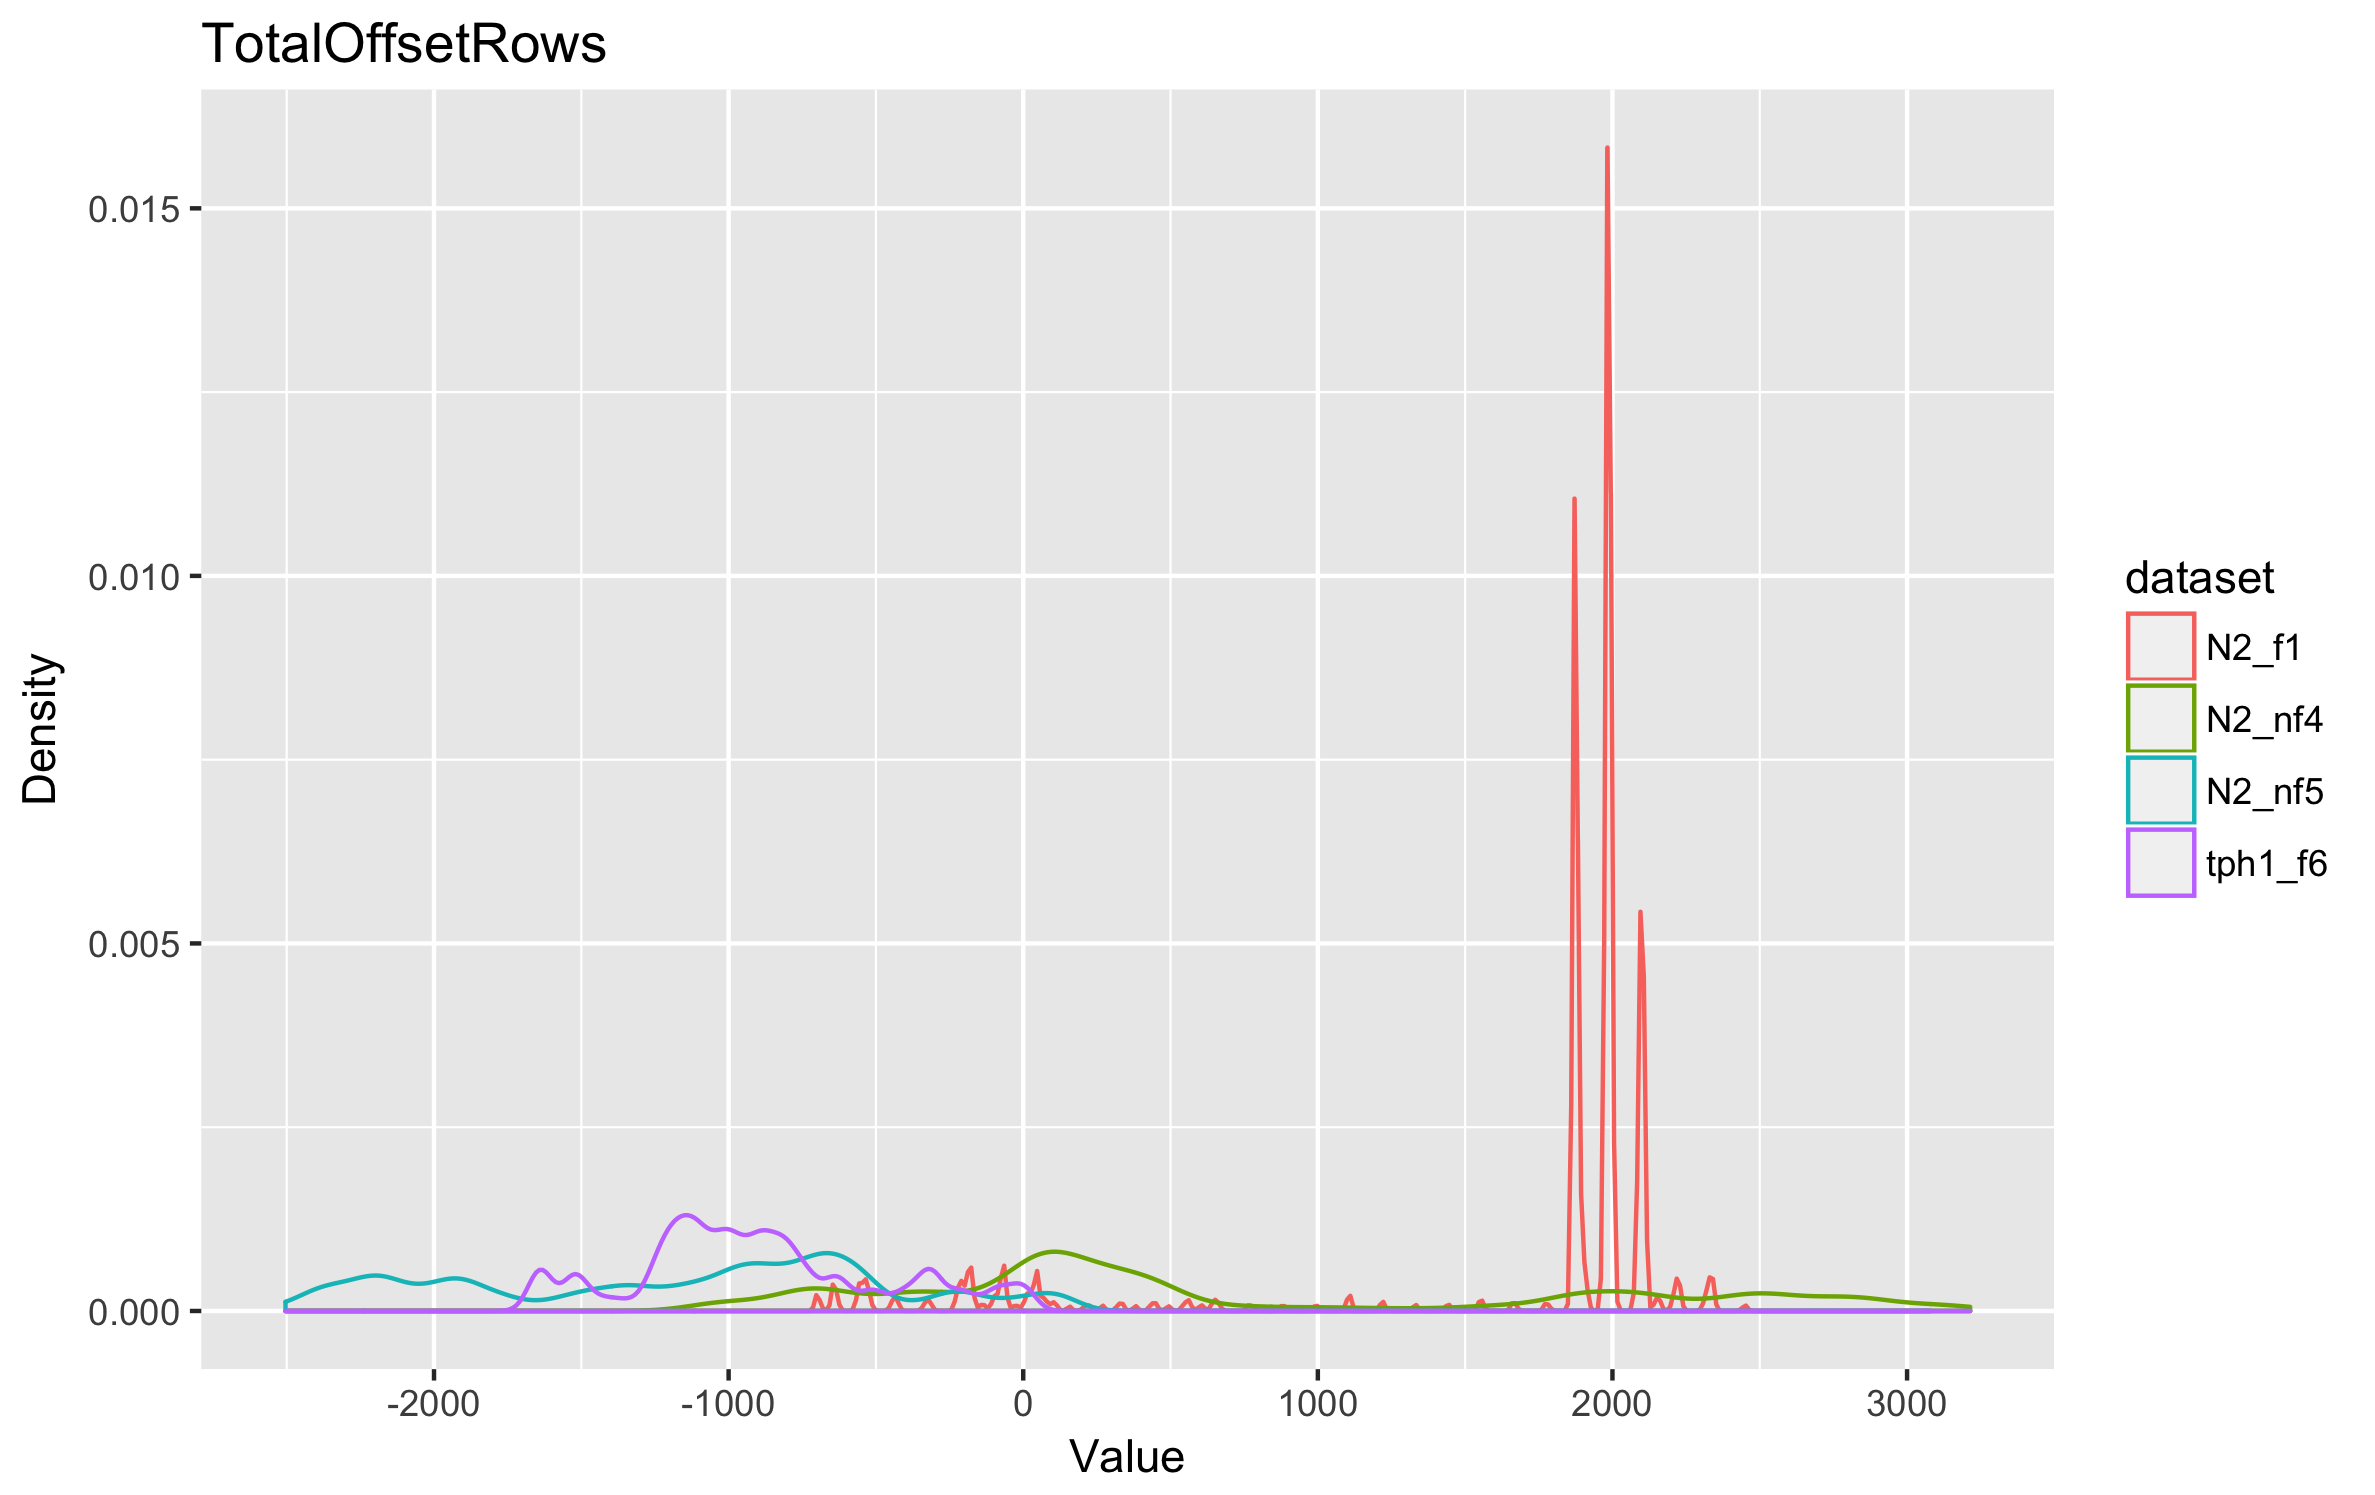 TotalOffsetRows
0.015
0.010
0.005
0.000
Density
-2000
-1000
0
1000
2000
3000
Value
dataset
N2_f1
N2_nf4
N2_nf5
tph1_f6